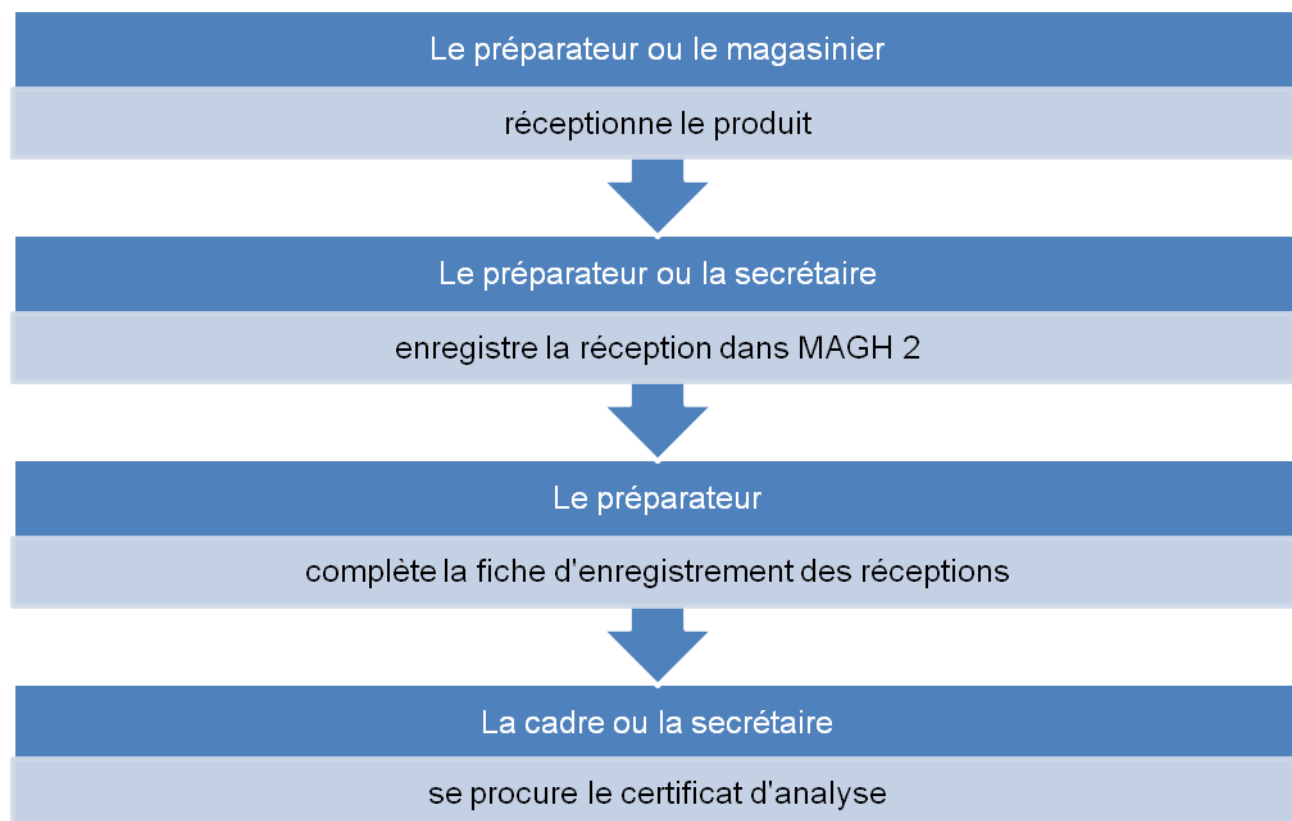 Le préparateur ou le magasinier
réceptionne le produit
Le préparateur ou la secrétaire
enregistre la réception dans MAGH 2
Le préparateur
complète la fiche d'enregistrement des réceptions
La cadre ou la secrétaire
se procure le certificat d'analyse